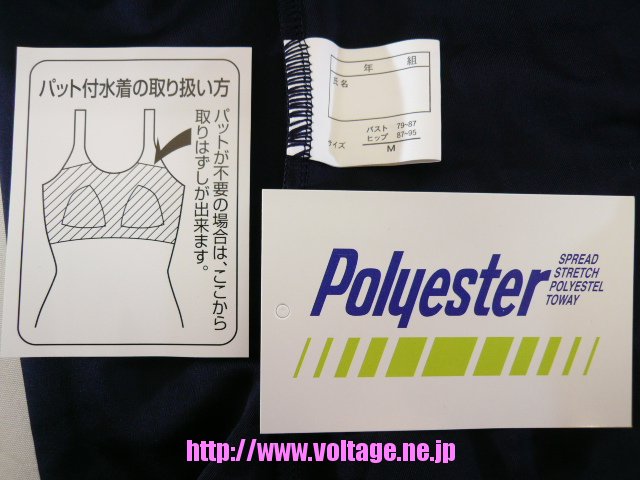 パット付水着の取り扱い方
パットが不要の場合は、ここから
取りはずしが出来ます。
年 組
氏名
サイズ
バスト 79~87
ヒップ 87~95
M
Polyester
SPREAD
STRETCH
POLYESTEL
TOWAY
http://www.voltage.ne.jp